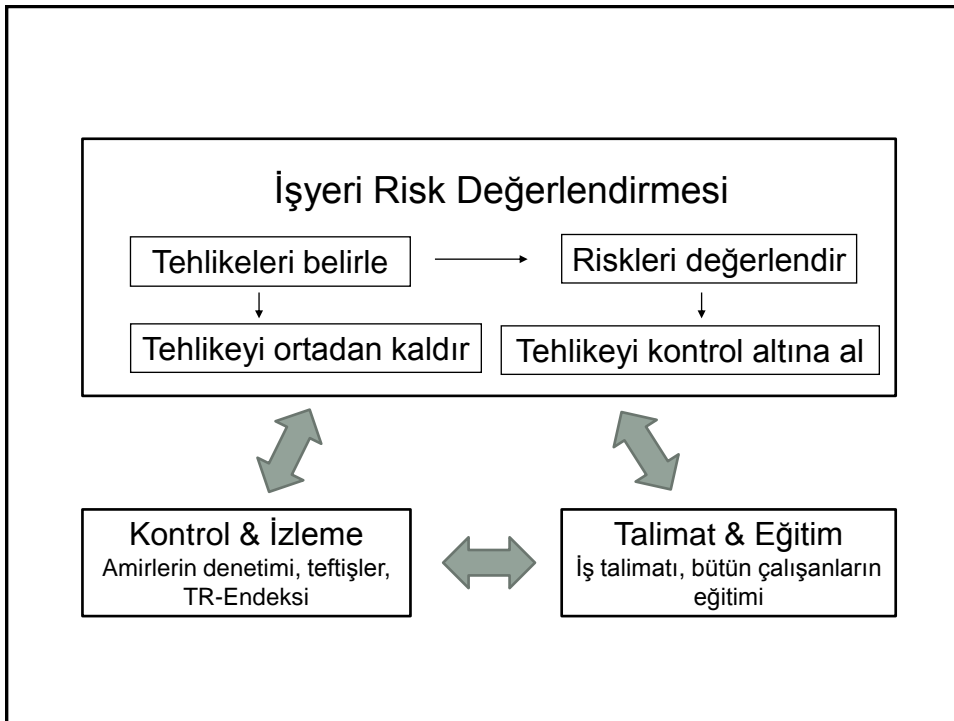 İşyeri Risk Değerlendirmesi
Tehlikeleri belirle
Riskleri değerlendir
Tehlikeyi ortadan kaldır
Tehlikeyi kontrol altına al
Kontrol & İzleme
Amirlerin denetimi, teftişler,
TR-Endeksi
Talimat & Eğitim
İş talimatı, bütün çalışanların
eğitimi